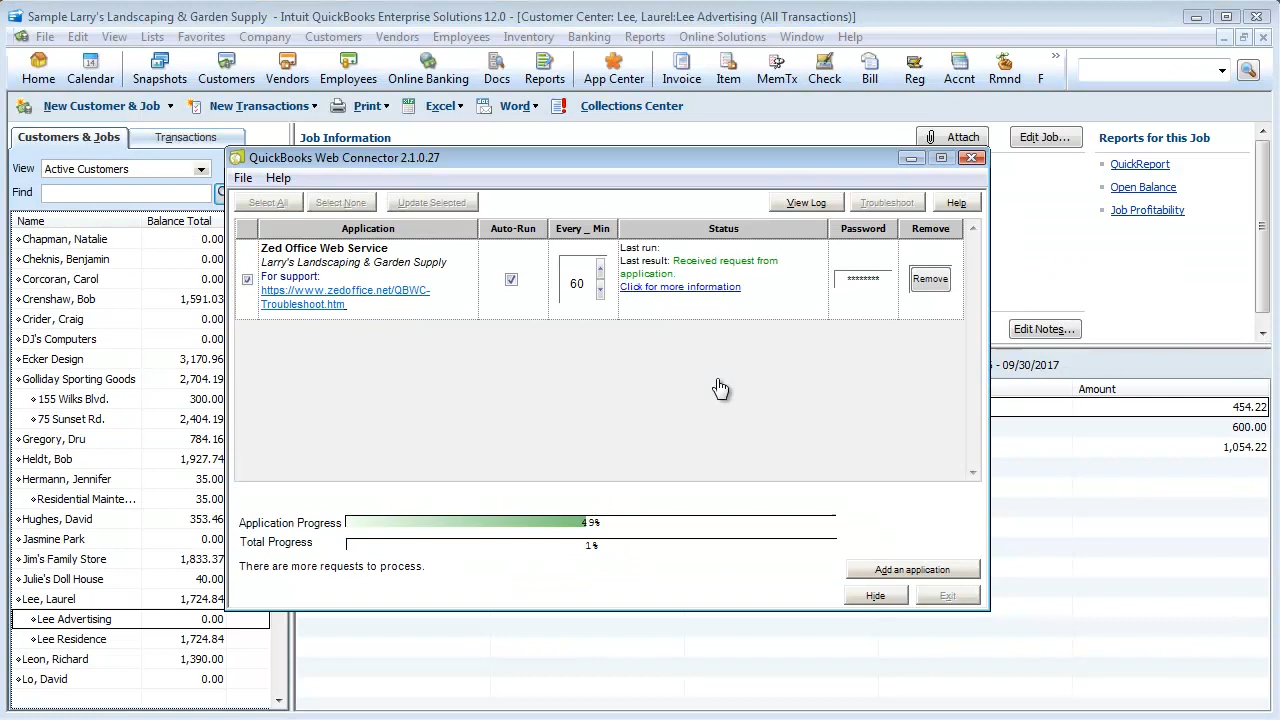 Sample Larry's Landscaping & Garden Supply - Intuit QuickBooks Enterprise Solutions 12.0 - [Customer Center: Lee, Laurel:Lee Advertising (All Transactions)]
File Edit View Lists Favorites Company Customers Vendors Employees Inventory Banking Reports Online Solutions Window Help
14
Home Calendar Snapshots Customers Vendors Employees Online Banking Docs Reports App Center Invoice Item MemTx Check Bill Reg Accnt Rmnd F
New Customer & Job New Transactions Print Excel Word Collections Center
Customers & Jobs Transactions
View Active Customers
Find
Name Balance Total
Chapman, Natalie 0.00
Cheknis, Benjamin 0.00
Corcoran, Carol 0.00
Crenshaw, Bob 1,591.03
Crider, Craig 0.00
DJ's Computers 0.00
Ecker Design 3,170.96
Golliday Sporting Goods 2,704.19
155 Wilks Blvd. 300.00
75 Sunset Rd. 2,404.19
Gregory, Dru 784.16
Heldt, Bob 1,927.74
Hermann, Jennifer 35.00
Residential Mainte... 35.00
Hughes, David 353.46
Jasmine Park 0.00
Jim's Family Store 1,833.37
Julie's Doll House 40.00
Lee, Laurel 1,724.84
Lee Advertising 0.00
Lee Residence 1,724.84
Leon, Richard 1,390.00
Lo, David 0.00
Job Information Attach Edit Job...
Reports for this Job
QuickReport
Open Balance
Job Profitability
Edit Notes...
- 09/30/2017
Amount
454.22
600.00
1,054.22
QuickBooks Web Connector 2.1.0.27
File Help
Select All Select None Update Selected View Log Troubleshoot Help
Application Auto-Run Every _ Min Status Password Remove
Zed Office Web Service
Larry's Landscaping & Garden Supply
For support:
https://www.zedoffice.net/QBWC-
Troubleshoot.htm
60
Last run:
Last result: Received request from
application.
Click for more information
********
Remove
Application Progress 49%
Total Progress 1%
There are more requests to process.
Add an application
Hide Exit